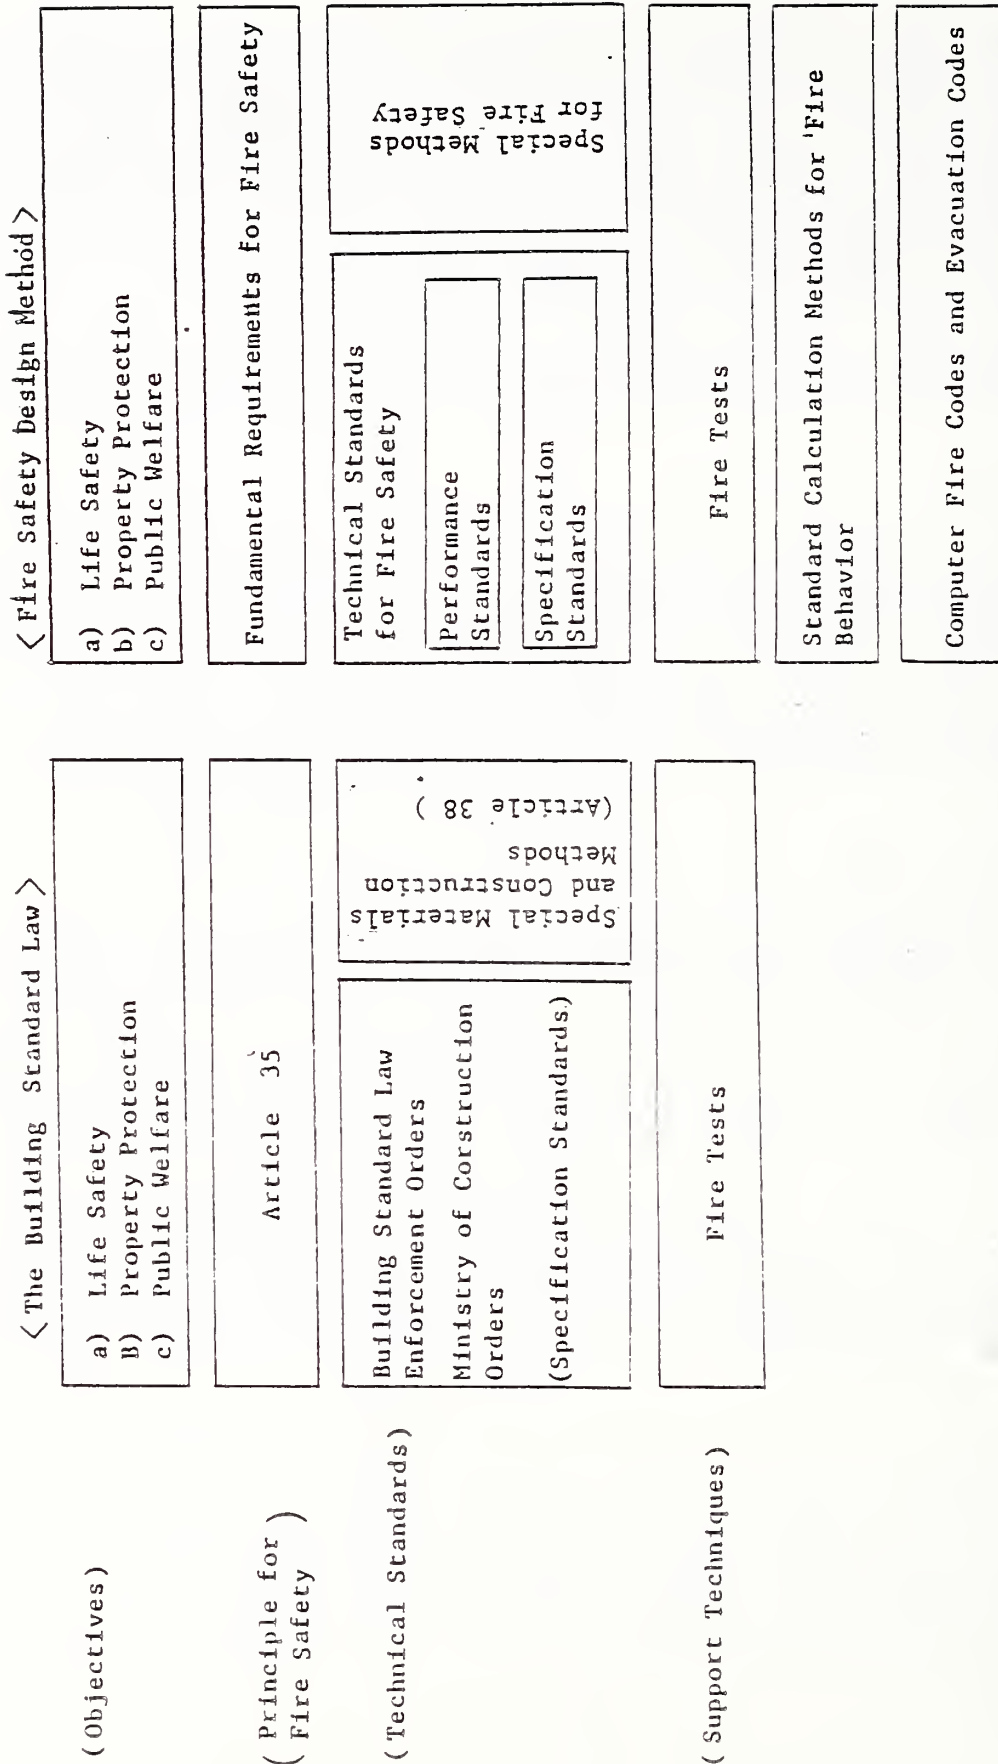 <The Building Standard Law>
<Fire Safety Design Method>
(Objectives)
a) Life Safety
B) Property Protection
c) Public Welfare
a) Life Safety
b) Property Protection
c) Public Welfare
( Principle for )
( Fire Safety
Article 35
Fundamental Requirements for Fire Safety
(Technical Standards)
Building Standard Law
Enforcement Orders
Ministry of Corstruction
Orders
(Specification Standards)
Special Materials
and Construction
Methods
(Article 38 )
Technical Standards
for Fire Safety
Performance
Standards
Specification
Standards
Special Methods
for Fire Safety
( Support Techniques)
Fire Tests
Fire Tests
Standard Calculation Methods for 'Fire
Behavior
Computer Fire Codes and Evacuation Codes